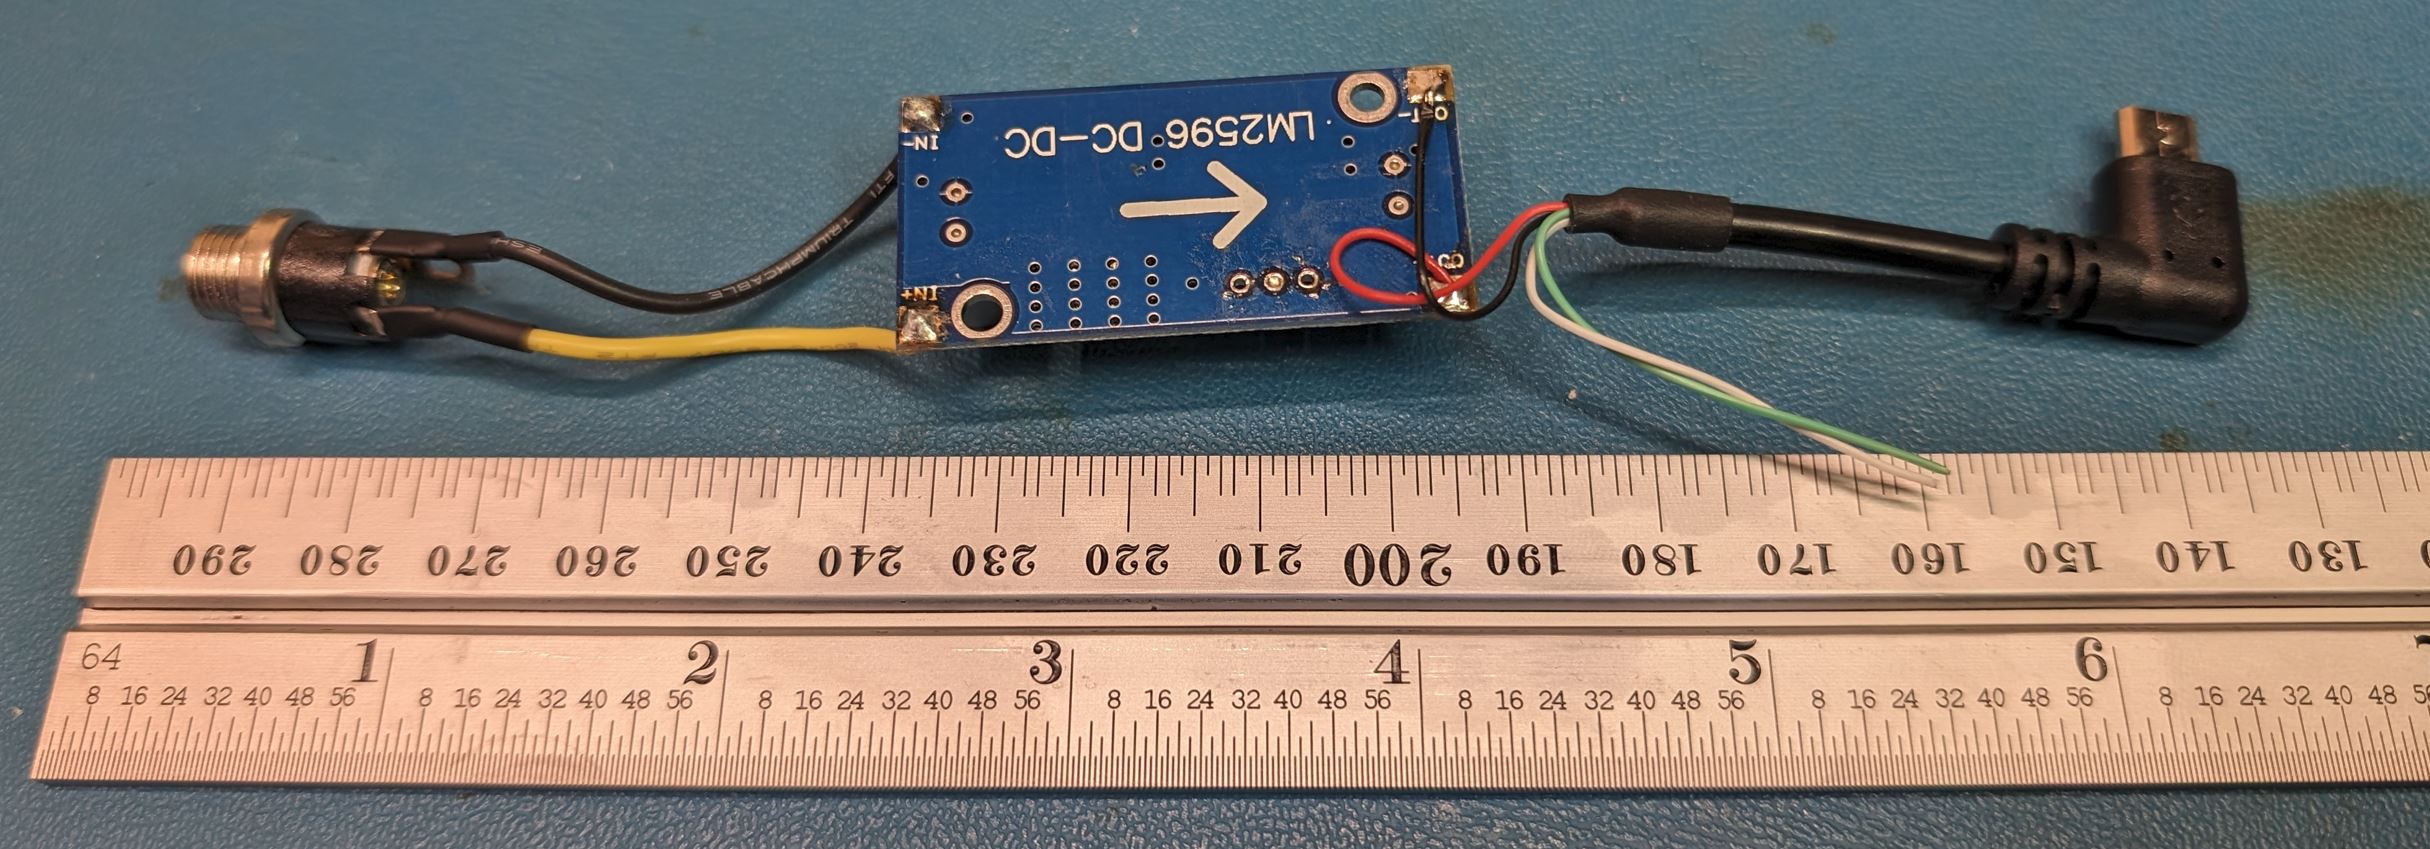 LM2596 DC-DC
IN-
IN+
TRIUMPHCABLE
290 280 270 260 250 240 230 220 210 200 190 180 170 160 150 140 130
64 1 2 3 4 5 6
8 16 24 32 40 48 56 8 16 24 32 40 48 56 8 16 24 32 40 48 56 8 16 24 32 40 48 56 8 16 24 32 40 48 56 8 16 24 32 40 48 56 8 16 24 32 40 48